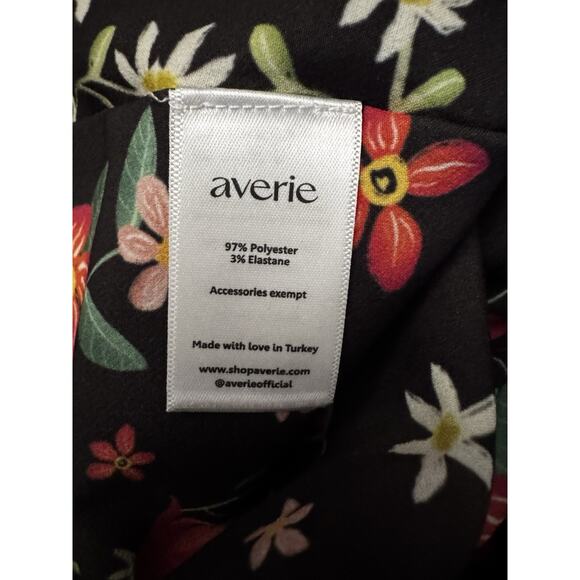 averie
97% Polyester
3% Elastane
Accessories exempt
Made with love in Turkey
www.shopaverie.com
@averieofficial